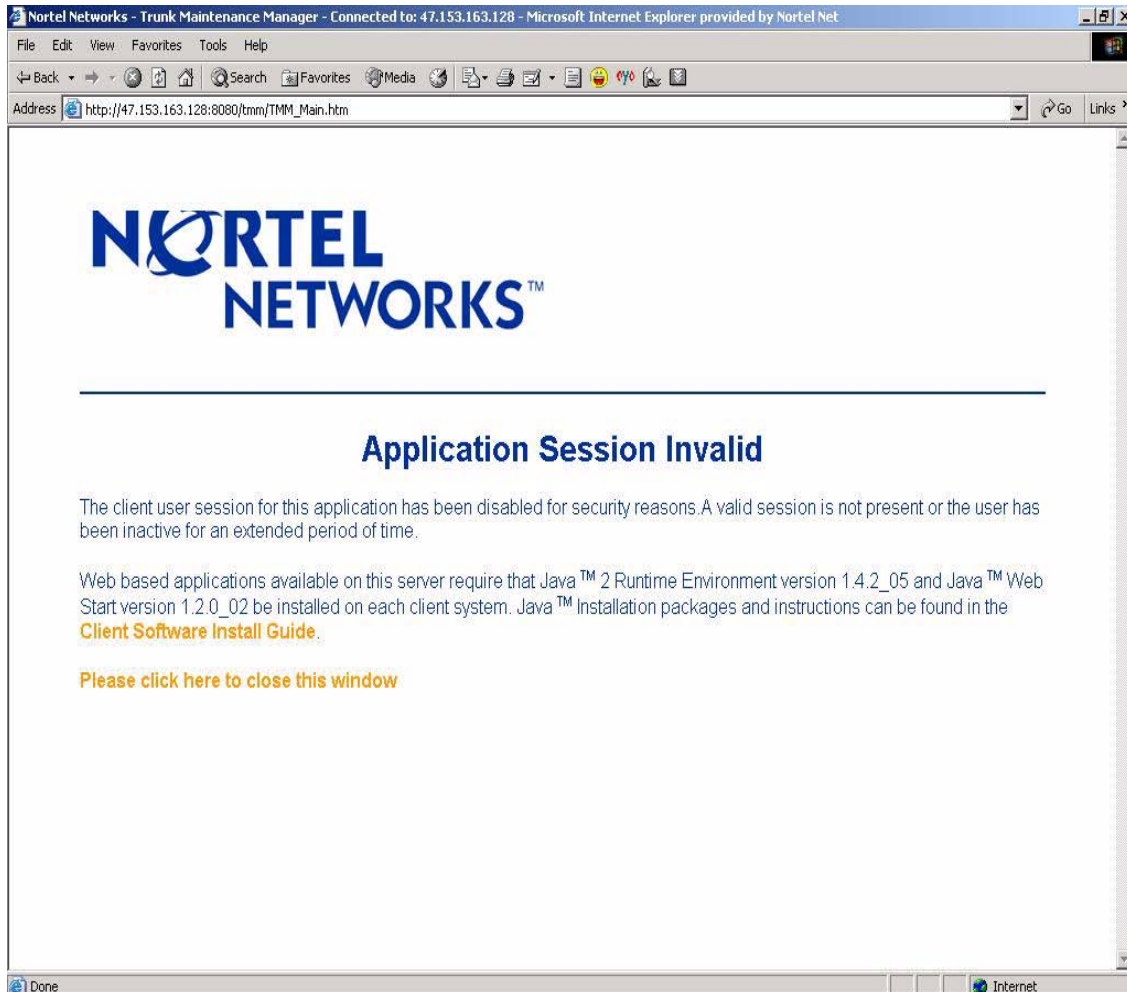 Nortel Networks - Trunk Maintenance Manager - Connected to: 47.153.163.128 - Microsoft Internet Explorer provided by Nortel Net
File Edit View Favorites Tools Help
Back Search Favorites Media
Address http://47.153.163.128:8080/tmm/TMM_Main.htm Go Links »
NORTEL
NETWORKS™
Application Session Invalid
The client user session for this application has been disabled for security reasons.A valid session is not present or the user has
been inactive for an extended period of time.
Web based applications available on this server require that Java ™ 2 Runtime Environment version 1.4.2_05 and Java ™ Web
Start version 1.2.0_02 be installed on each client system. Java ™ Installation packages and instructions can be found in the
Client Software Install Guide.
Please click here to close this window
Done Internet